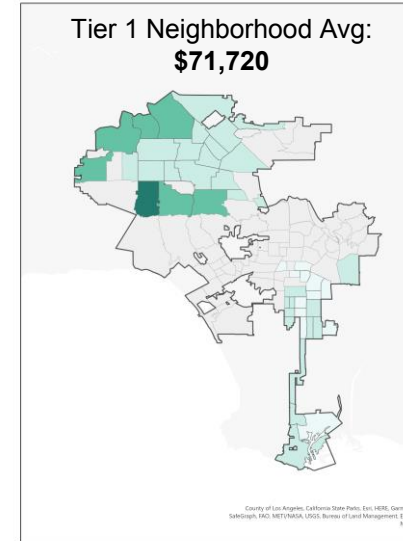 Tier 1 Neighborhood Avg:
$71,720
County of Los Angeles, California State Parks, Esri, HERE, Garm
SafeGraph, FAO, METI/NASA, USGS, Bureau of Land Management, E